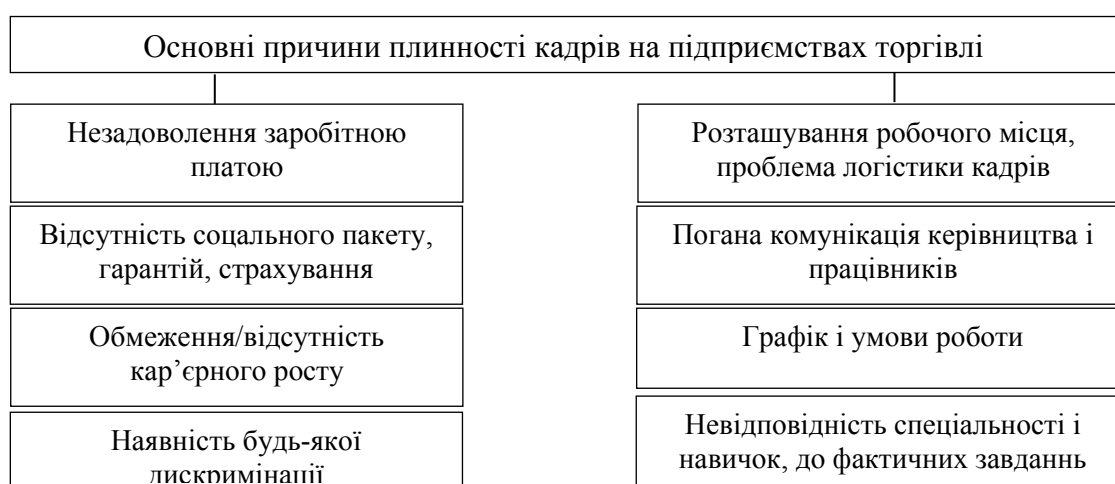 Основні причини плинності кадрів на підприємствах торгівлі
Незадоволення заробітною
платою
Відсутність соцального пакету,
гарантій, страхування
Обмеження/відсутність
кар’єрного росту
Наявність будь-якої
дискримінації
Розташування робочого місця,
проблема логістики кадрів
Погана комунікація керівництва і
працівників
Графік і умови роботи
Невідповідність спеціальності і
навичок, до фактичних завданнь